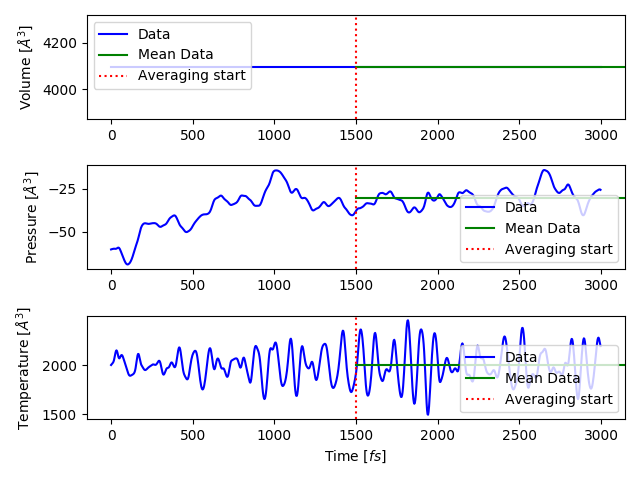 Volume [Å³]
4200
4000
Data
Mean Data
Averaging start
0 500 1000 1500 2000 2500 3000
Pressure [Å³]
−25
−50
Data
Mean Data
Averaging start
0 500 1000 1500 2000 2500 3000
Temperature [Å³]
2000
1500
Data
Mean Data
Averaging start
0 500 1000 1500 2000 2500 3000
Time [fs]